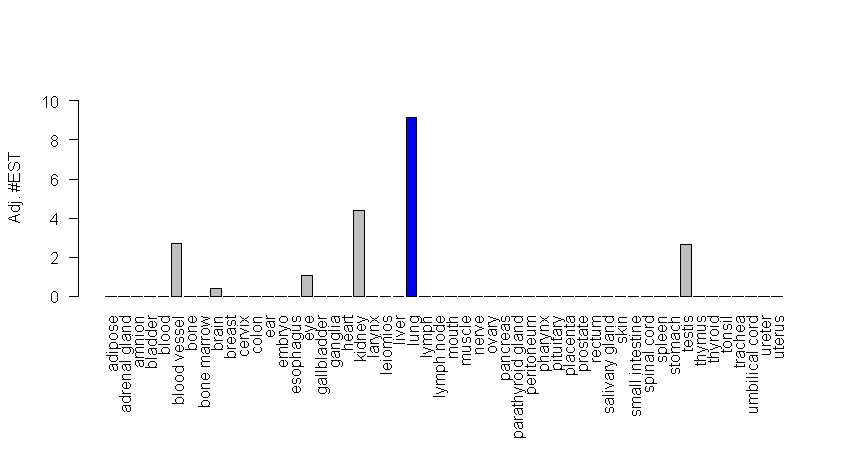 Adj. #EST
10
8
6
4
2
0
adipose
adrenal gland
amnion
bladder
blood
blood vessel
bone
bone marrow
brain
breast
cervix
colon
ear
embryo
esophagus
eye
gallbladder
ganglia
heart
kidney
larynx
leiomios
liver
lung
lymph
lymph node
mouth
muscle
nerve
ovary
pancreas
parathyroid gland
peritoneum
pharynx
pituitary
placenta
prostate
rectum
salivary gland
skin
small intestine
spinal cord
spleen
stomach
testis
thymus
thyroid
tonsil
trachea
umbilical cord
ureter
uterus